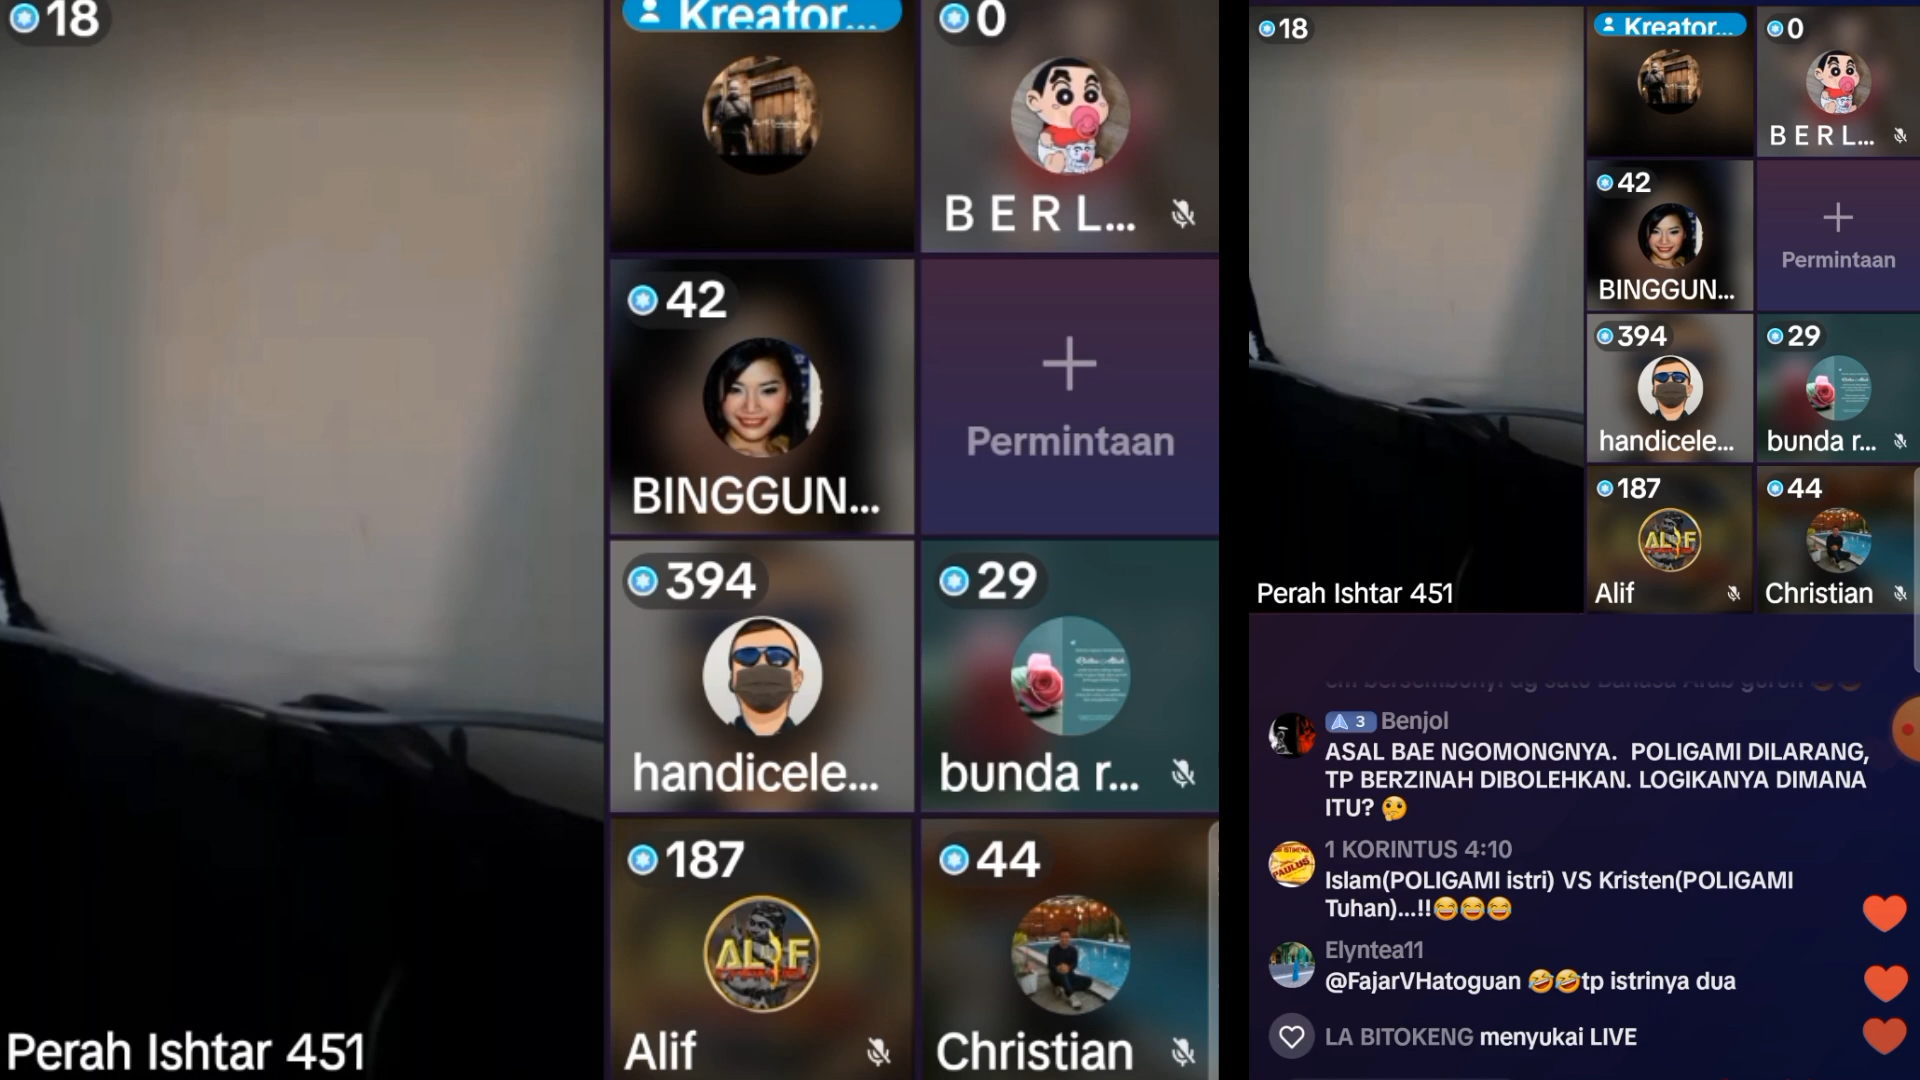 18
Kreator...
0
B E R L...
42
BINGGUN...
Permintaan
394
handicele...
29
bunda r...
187
ALIF
Alif
44
Christian
Perah Ishtar 451
18
Kreator...
0
B E R L...
42
BINGGUN...
Permintaan
394
handicele...
29
bunda r...
187
ALIF
Alif
44
Christian
Perah Ishtar 451
3 Benjol
ASAL BAE NGOMONGNYA. POLIGAMI DILARANG,
TP BERZINAH DIBOLEHKAN. LOGIKANYA DIMANA
ITU? 🤔
PAULUS
1 KORINTUS 4:10
Islam(POLIGAMI istri) VS Kristen(POLIGAMI
Tuhan)...!!😂😂😂
Elyntea11
@FajarVHatoguan 🤣🤣tp istrinya dua
LA BITOKENG menyukai LIVE